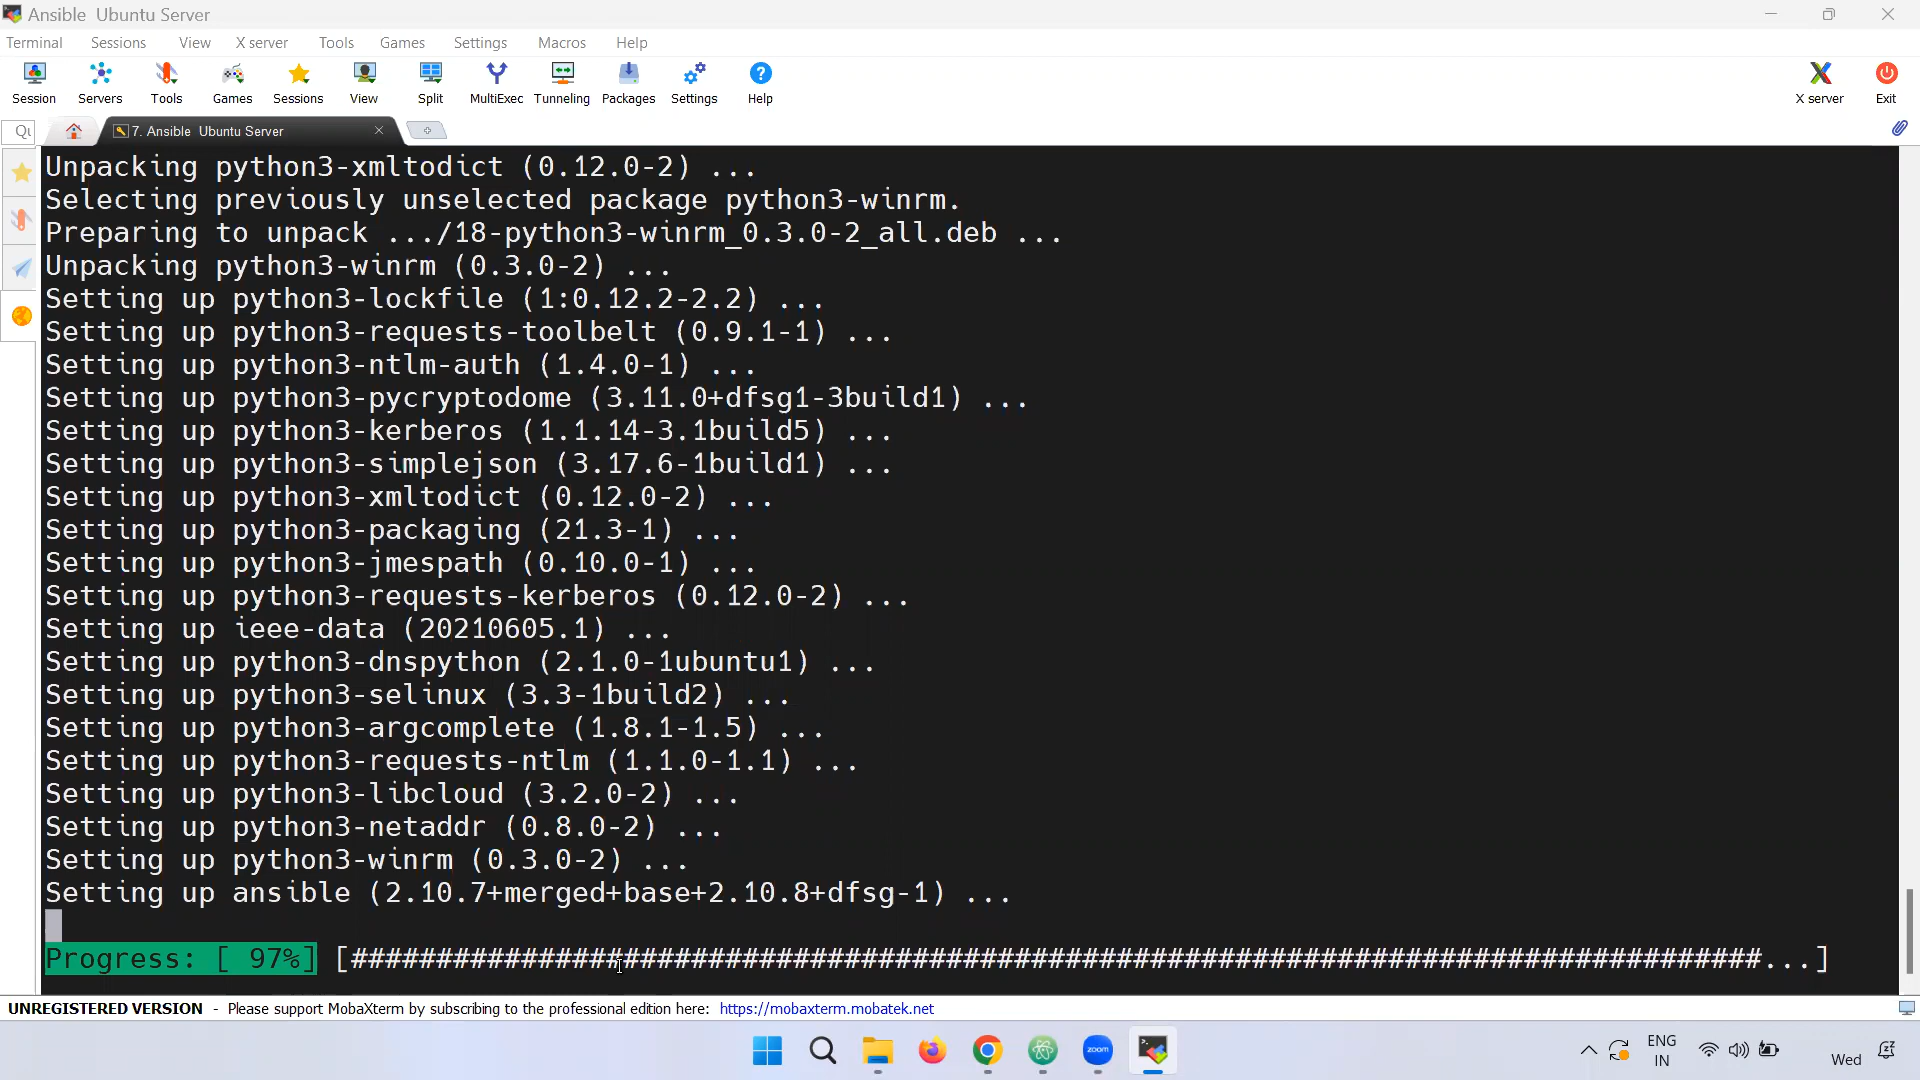 Ansible Ubuntu Server
Terminal Sessions View X server Tools Games Settings Macros Help
Session Servers Tools Games Sessions View Split MultiExec Tunneling Packages Settings Help X server Exit
Qu 7. Ansible Ubuntu Server
Unpacking python3-xmltodict (0.12.0-2) ...
Selecting previously unselected package python3-winrm.
Preparing to unpack .../18-python3-winrm_0.3.0-2_all.deb ...
Unpacking python3-winrm (0.3.0-2) ...
Setting up python3-lockfile (1:0.12.2-2.2) ...
Setting up python3-requests-toolbelt (0.9.1-1) ...
Setting up python3-ntlm-auth (1.4.0-1) ...
Setting up python3-pycryptodome (3.11.0+dfsg1-3build1) ...
Setting up python3-kerberos (1.1.14-3.1build5) ...
Setting up python3-simplejson (3.17.6-1build1) ...
Setting up python3-xmltodict (0.12.0-2) ...
Setting up python3-packaging (21.3-1) ...
Setting up python3-jmespath (0.10.0-1) ...
Setting up python3-requests-kerberos (0.12.0-2) ...
Setting up ieee-data (20210605.1) ...
Setting up python3-dnspython (2.1.0-1ubuntu1) ...
Setting up python3-selinux (3.3-1build2) ...
Setting up python3-argcomplete (1.8.1-1.5) ...
Setting up python3-requests-ntlm (1.1.0-1.1) ...
Setting up python3-libcloud (3.2.0-2) ...
Setting up python3-netaddr (0.8.0-2) ...
Setting up python3-winrm (0.3.0-2) ...
Setting up ansible (2.10.7+merged+base+2.10.8+dfsg-1) ...
Progress: [ 97%] [###################################################################################...]
UNREGISTERED VERSION - Please support MobaXterm by subscribing to the professional edition here: https://mobaxterm.mobatek.net
zoom
ENG
IN
Wed